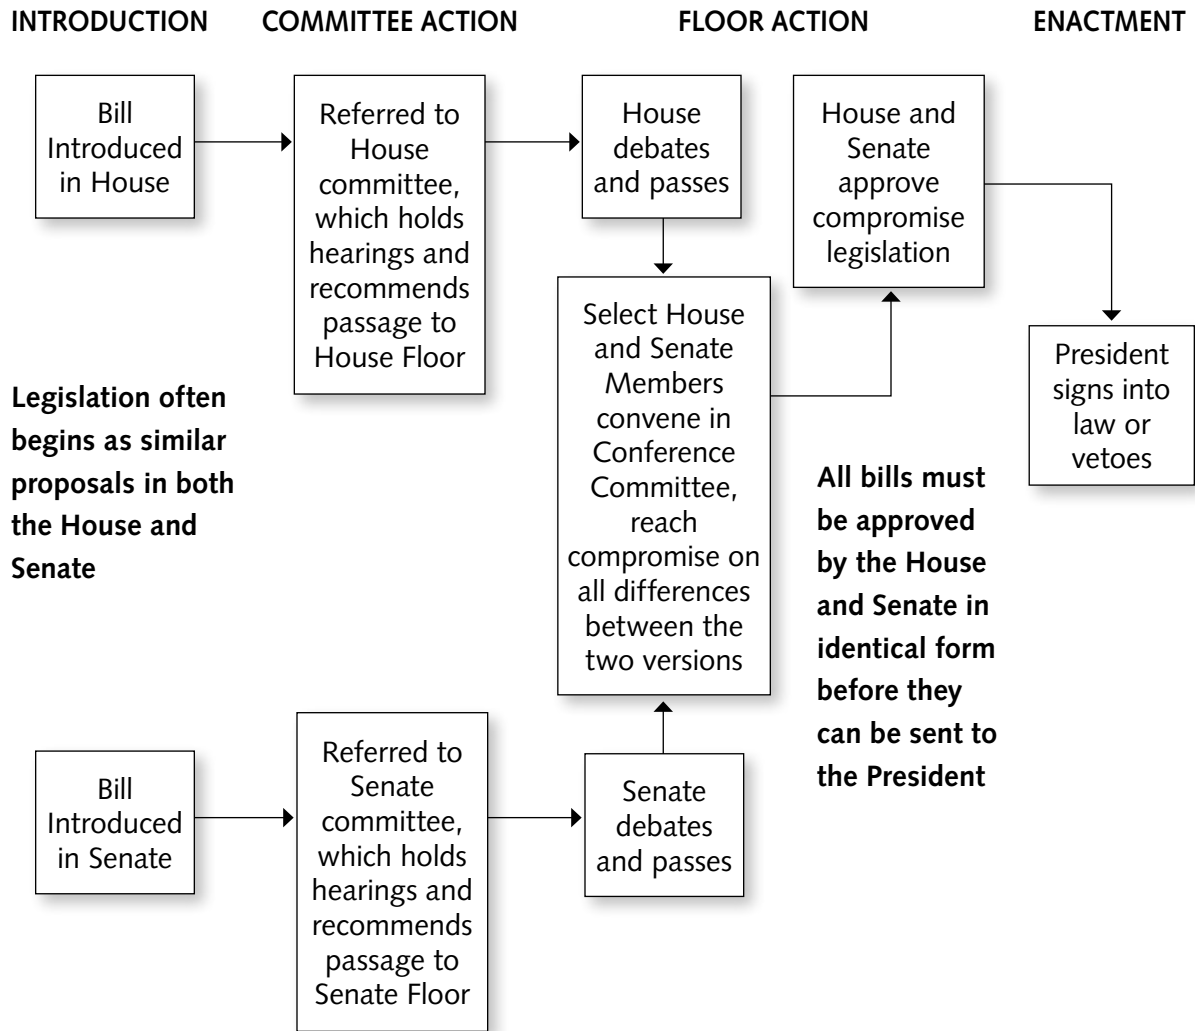 INTRODUCTION
COMMITTEE ACTION
FLOOR ACTION
ENACTMENT
Bill
Introduced
in House
Referred to
House
committee,
which holds
hearings and
recommends
passage to
House Floor
House
debates
and passes
House and
Senate
approve
compromise
legislation
Select House
and Senate
Members
convene in
Conference
Committee,
reach
compromise on
all differences
between the
two versions
President
signs into
law or
vetoes
Legislation often
begins as similar
proposals in both
the House and
Senate
All bills must
be approved
by the House
and Senate in
identical form
before they
can be sent to
the President
Bill
Introduced
in Senate
Referred to
Senate
committee,
which holds
hearings and
recommends
passage to
Senate Floor
Senate
debates
and passes